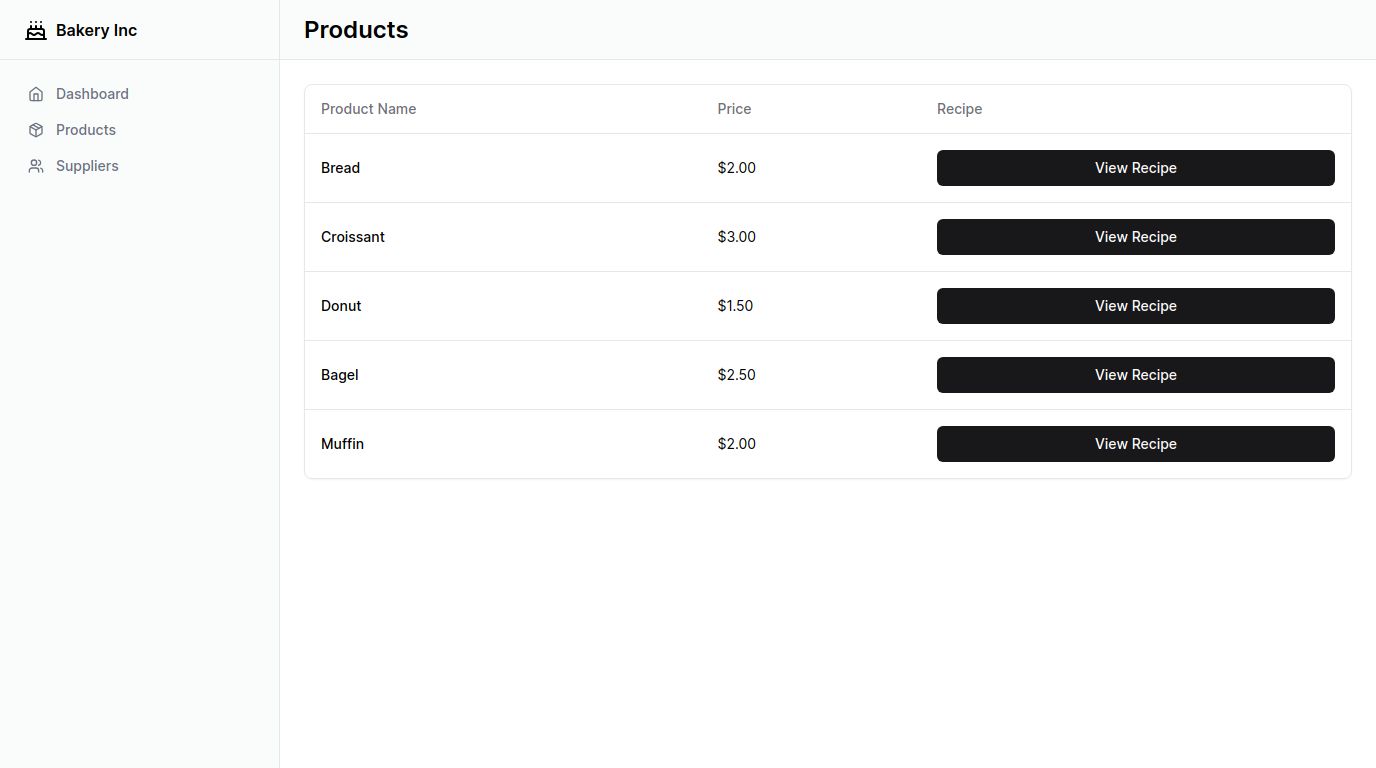 Bakery Inc
Products
Dashboard
Products
Suppliers
Product Name Price Recipe
Bread $2.00 View Recipe
Croissant $3.00 View Recipe
Donut $1.50 View Recipe
Bagel $2.50 View Recipe
Muffin $2.00 View Recipe